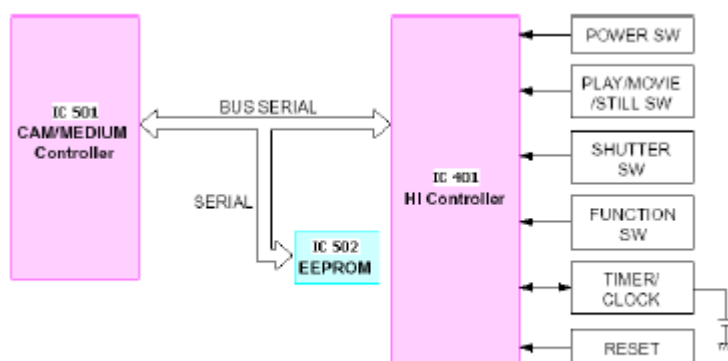 IC 501
CAM/MEDIUM
Controller
BUS SERIAL
SERIAL
IC 502
EEPROM
IC 401
HI Controller
POWER SW
PLAY/MOVIE
/STILL SW
SHUTTER
SW
FUNCTION
SW
TIMER/
CLOCK
RESET